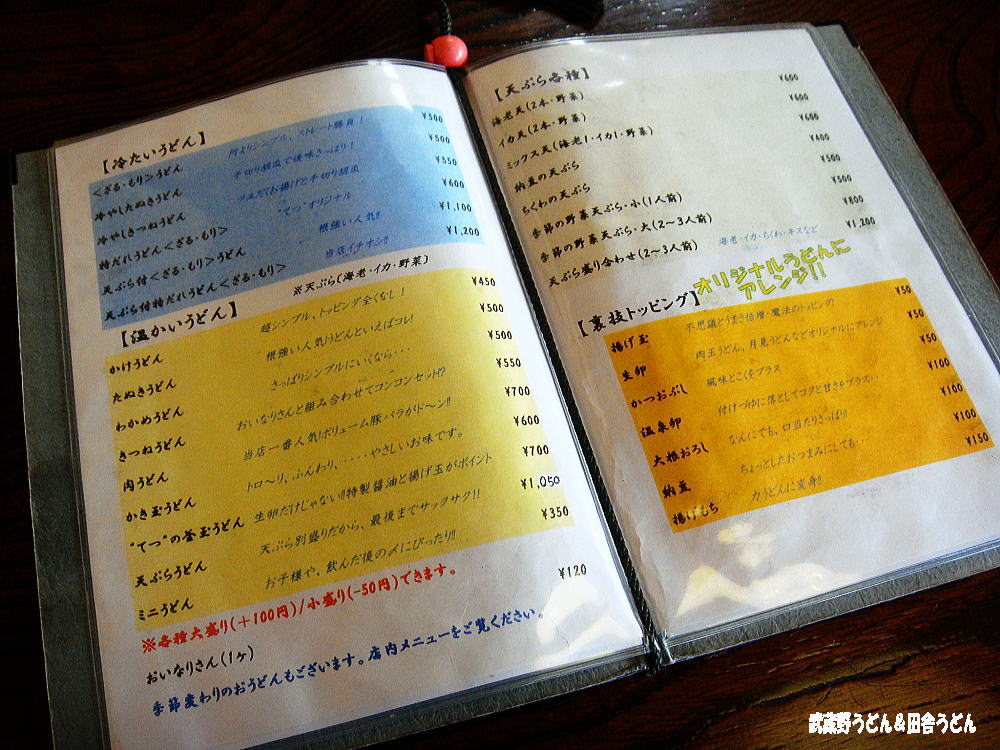 【冷たいうどん】
<ざる・もり>うどん 何よりシンプル、ストレート勝負! ¥500
冷やしたぬきうどん 千切り胡瓜で後味さっぱり! ¥500
冷やしきつねうどん お揚げと千切り胡瓜 ¥550
特だれうどん<ざる・もり> “てつ”オリジナル ¥600
天ぷら付<ざる・もり>うどん 根強い人気!! ¥1,100
天ぷら付特だれうどん<ざる・もり> 当店イチオシ!! ¥1,200
※天ぷら(海老・イカ・野菜)
【温かいうどん】
かけうどん 超シンプル、トッピング全くなし! ¥450
たぬきうどん 根強い人気!うどんといえばコレ! ¥500
わかめうどん さっぱりシンプルにいくなら・・・ ¥500
きつねうどん おいなりさんと組み合わせてコンコンセット!? ¥550
肉うどん 当店一番人気!ボリューム豚バラがド～ン!! ¥700
かき玉うどん トロ～リ、ふんわり、・・・・やさしいお味です。 ¥600
“てつ”の釜玉うどん 生卵だけじゃない!!特製醤油と揚げ玉がポイント ¥700
天ぷらうどん 天ぷら別盛りだから、最後までサックサク!! ¥1,050
ミニうどん お子様や、飲んだ後の〆にぴったり!! ¥350
※各種大盛り(+100円)/小盛り(-50円)できます。
おいなりさん(1ヶ) ¥120
季節変わりのおうどんもございます。店内メニューをご覧ください。
【天ぷら各種】
海老天(2本・野菜) ¥600
イカ天(2本・野菜) ¥600
ミックス天(海老1・イカ1・野菜) ¥600
納豆の天ぷら ¥400
ちくわの天ぷら ¥500
季節の野菜天ぷら・小(1人前) ¥500
季節の野菜天ぷら・大(2～3人前) ¥800
天ぷら盛り合わせ(2～3人前) 海老・イカ・ちくわ・キスなど ¥1,200
オリジナルうどんに
アレンジ!!
【裏技トッピング】
揚げ玉 不思議とうまさ倍増・魔法のトッピング ¥50
生卵 肉玉うどん、月見うどんなどオリジナルにアレンジ ¥50
かつおぶし 風味とこくをプラス ¥50
温泉卵 付けづゆに落としてコクと甘さをプラス・・・ ¥100
大根おろし なんにでも、口当たりさっぱり! ¥100
納豆 ちょっとしたおつまみにしても・・・ ¥100
揚げもち 力うどんに変身!! ¥150
武蔵野うどん&田舎うどん